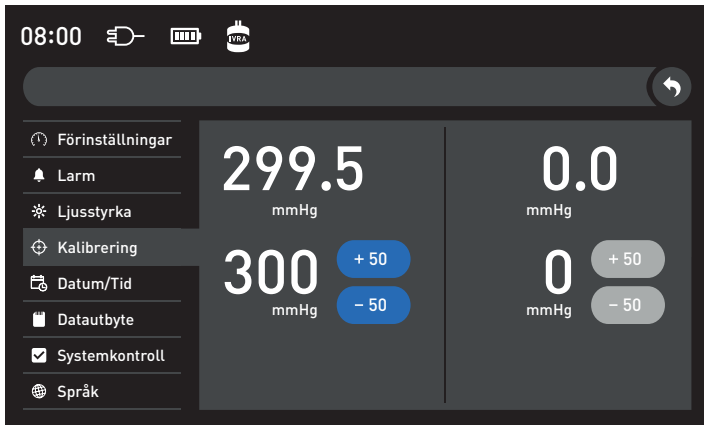 08:00
IVRA
Förinställningar
Larm
Ljusstyrka
Kalibrering
Datum/Tid
Datautbyte
Systemkontroll
Språk
299.5
mmHg
300
mmHg
+ 50
− 50
0.0
mmHg
0
mmHg
+ 50
− 50